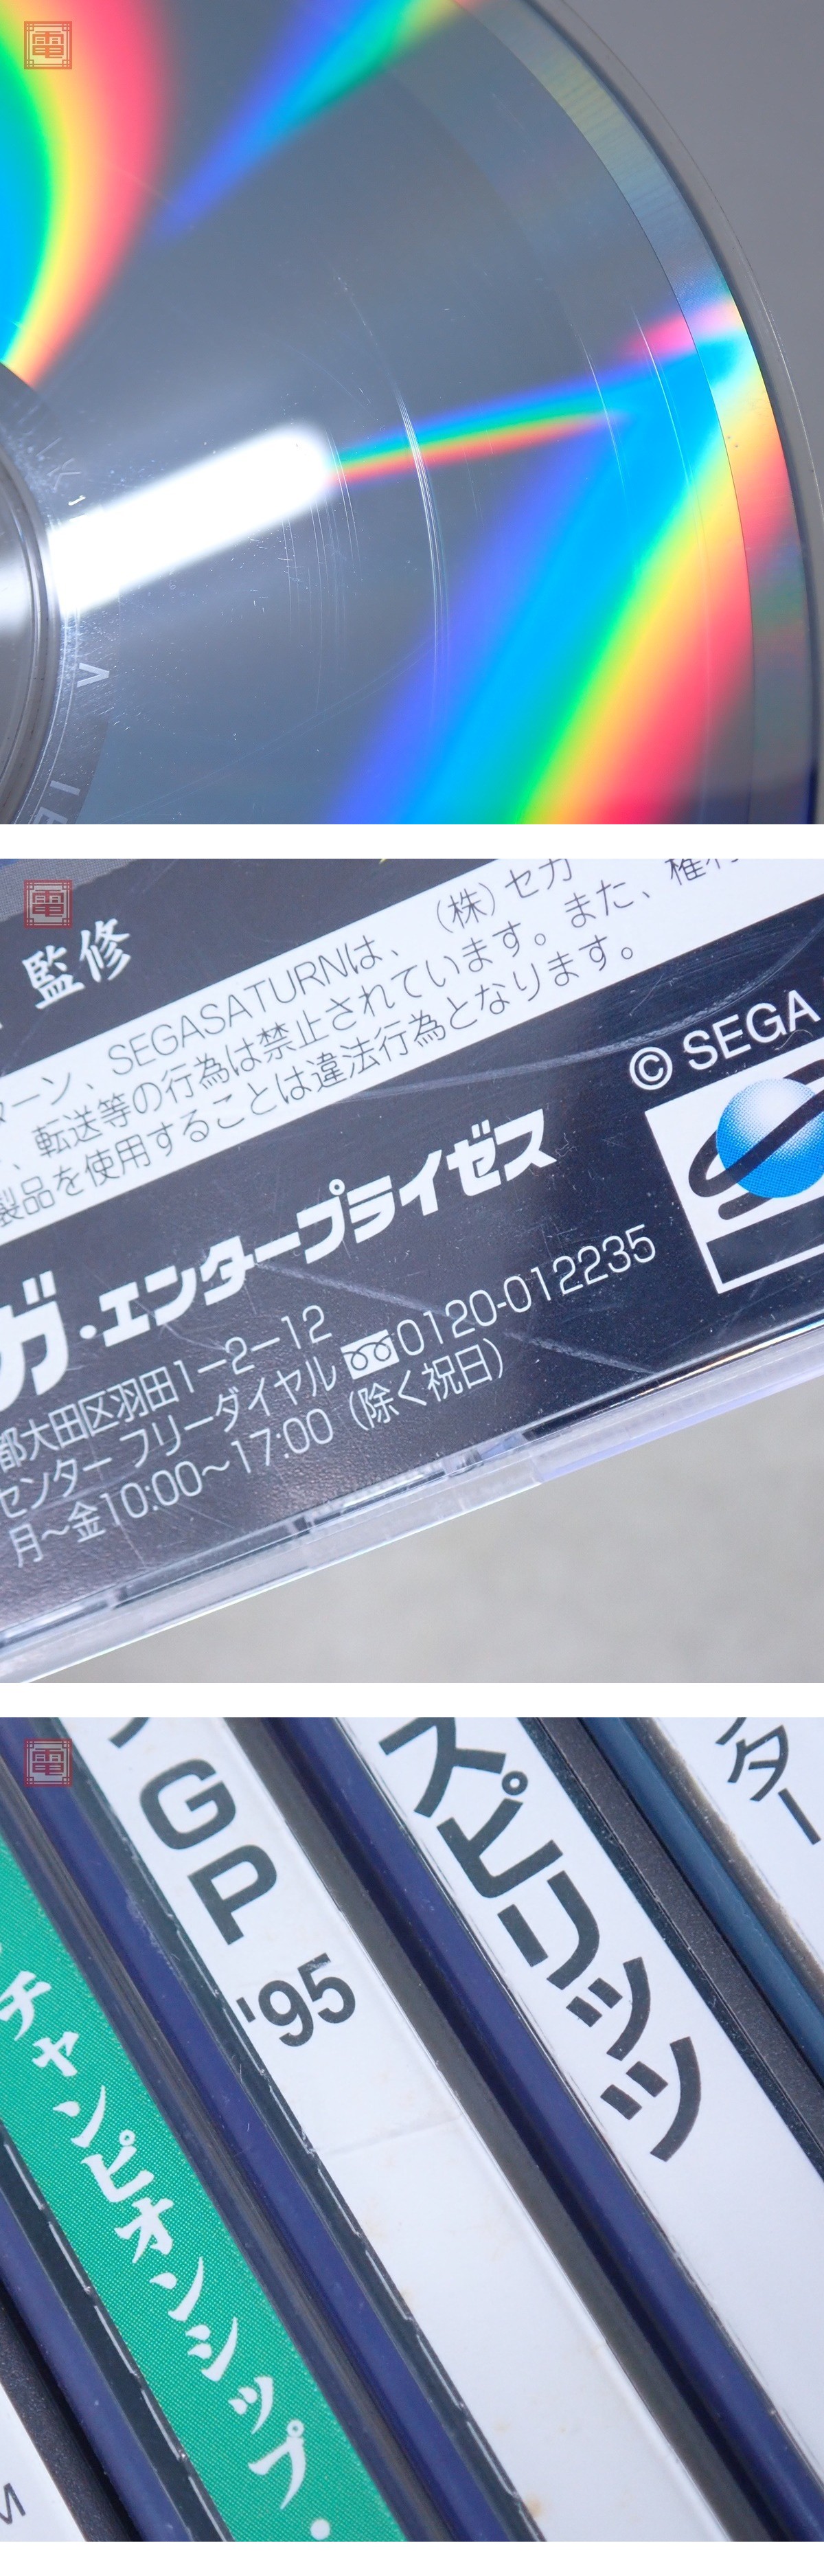 電
V
電
監修
(株)セガ
ターン、SEGASATURNは、
、転送等の行為は禁止されています。また、権利
製品を使用することは違法行為となります。
© SEGA
ガ・エンタープライゼス
都大田区羽田1-2-12
センター フリーダイヤル 0120-012235
月～金10:00～17:00(除く祝日)
電
チャンピオンシップ・
GP '95
スピリッツ
ター
M